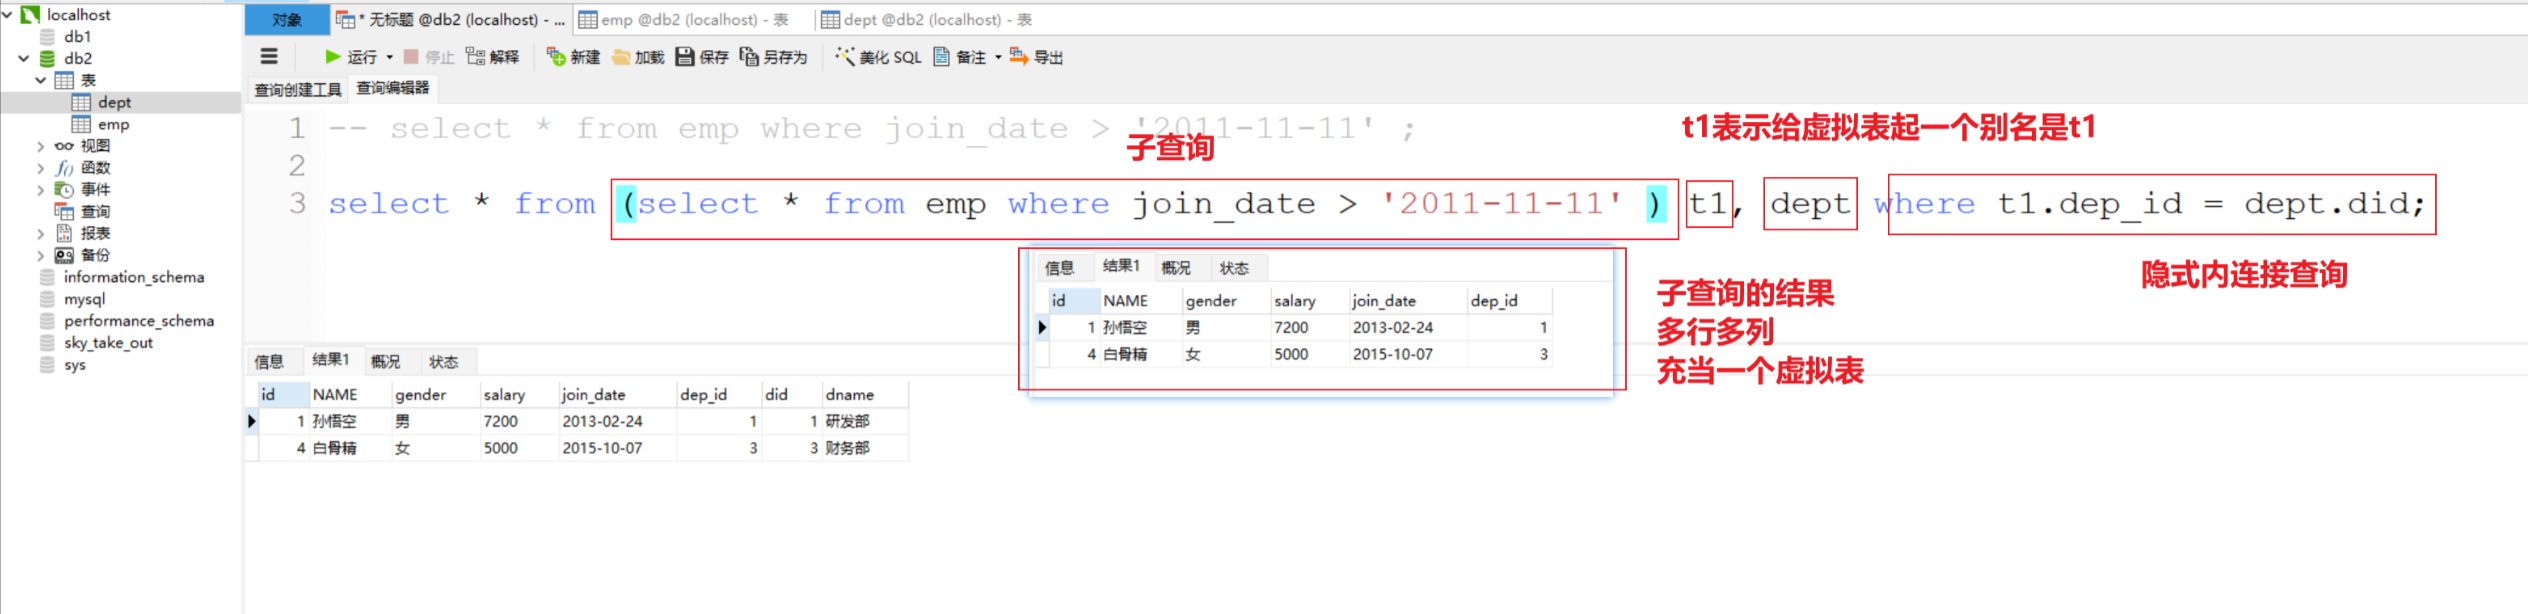 localhost
db1
db2
表
dept
emp
视图
函数
事件
查询
报表
备份
information_schema
mysql
performance_schema
sky_take_out
sys
对象 * 无标题 @db2 (localhost) - ... emp @db2 (localhost) - 表 dept @db2 (localhost) - 表
运行 停止 解释 新建 加载 保存 另存为 美化 SQL 备注 导出
查询创建工具 查询编辑器
1 -- select * from emp where join_date > '2011-11-11' ;
t1表示给虚拟表起一个别名是t1
子查询
2
3 select * from (select * from emp where join_date > '2011-11-11' ) t1, dept where t1.dep_id = dept.did;
隐式内连接查询
信息 结果1 概况 状态
id NAME gender salary join_date dep_id
1 孙悟空 男 7200 2013-02-24 1
4 白骨精 女 5000 2015-10-07 3
子查询的结果
多行多列
充当一个虚拟表
信息 结果1 概况 状态
id NAME gender salary join_date dep_id did dname
1 孙悟空 男 7200 2013-02-24 1 1 研发部
4 白骨精 女 5000 2015-10-07 3 3 财务部